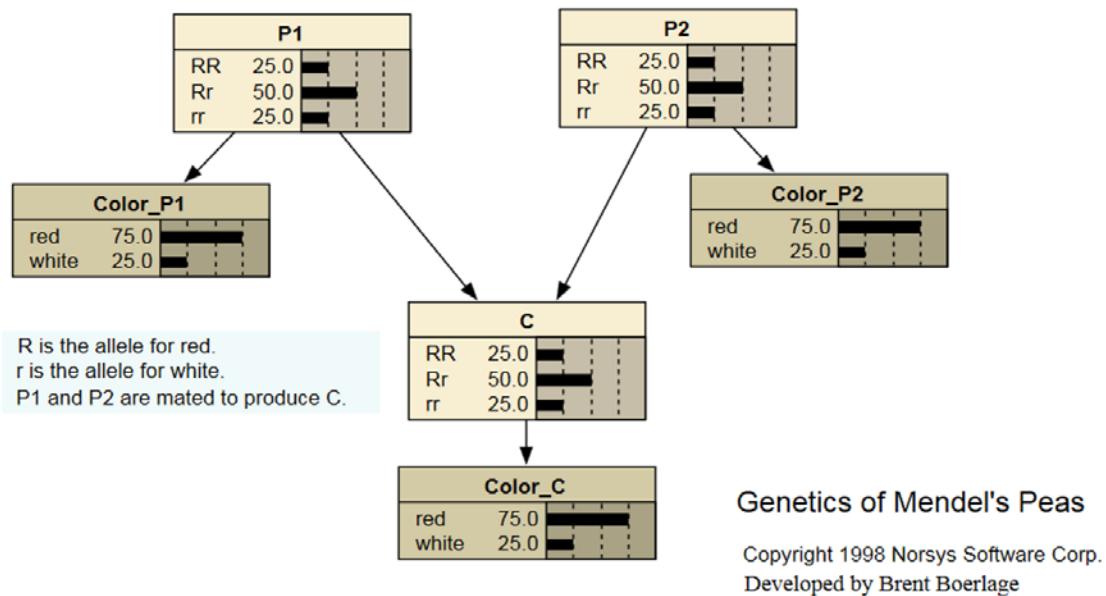 P1
RR 25.0
Rr 50.0
rr 25.0
P2
RR 25.0
Rr 50.0
rr 25.0
Color_P1
red 75.0
white 25.0
Color_P2
red 75.0
white 25.0
R is the allele for red.
r is the allele for white.
P1 and P2 are mated to produce C.
C
RR 25.0
Rr 50.0
rr 25.0
Color_C
red 75.0
white 25.0
Genetics of Mendel's Peas
Copyright 1998 Norsys Software Corp.
Developed by Brent Boerlage